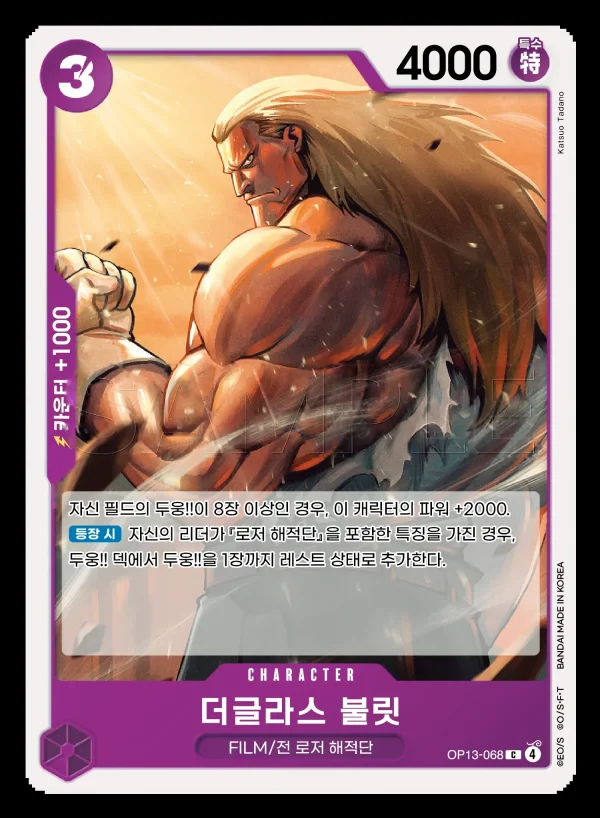 3
4000
특수
特
Katsuo Tadano
카운터 +1000
SAMPLE
자신 필드의 두웅!!이 8장 이상인 경우, 이 캐릭터의 파워 +2000.
등장 시 자신의 리더가 『로저 해적단』을 포함한 특징을 가진 경우,
두웅!! 덱에서 두웅!!을 1장까지 레스트 상태로 추가한다.
CHARACTER
더글라스 불릿
FILM/전 로저 해적단
OP13-068 C 4
©EO/S ©O/S·F·T BANDAI MADE IN KOREA